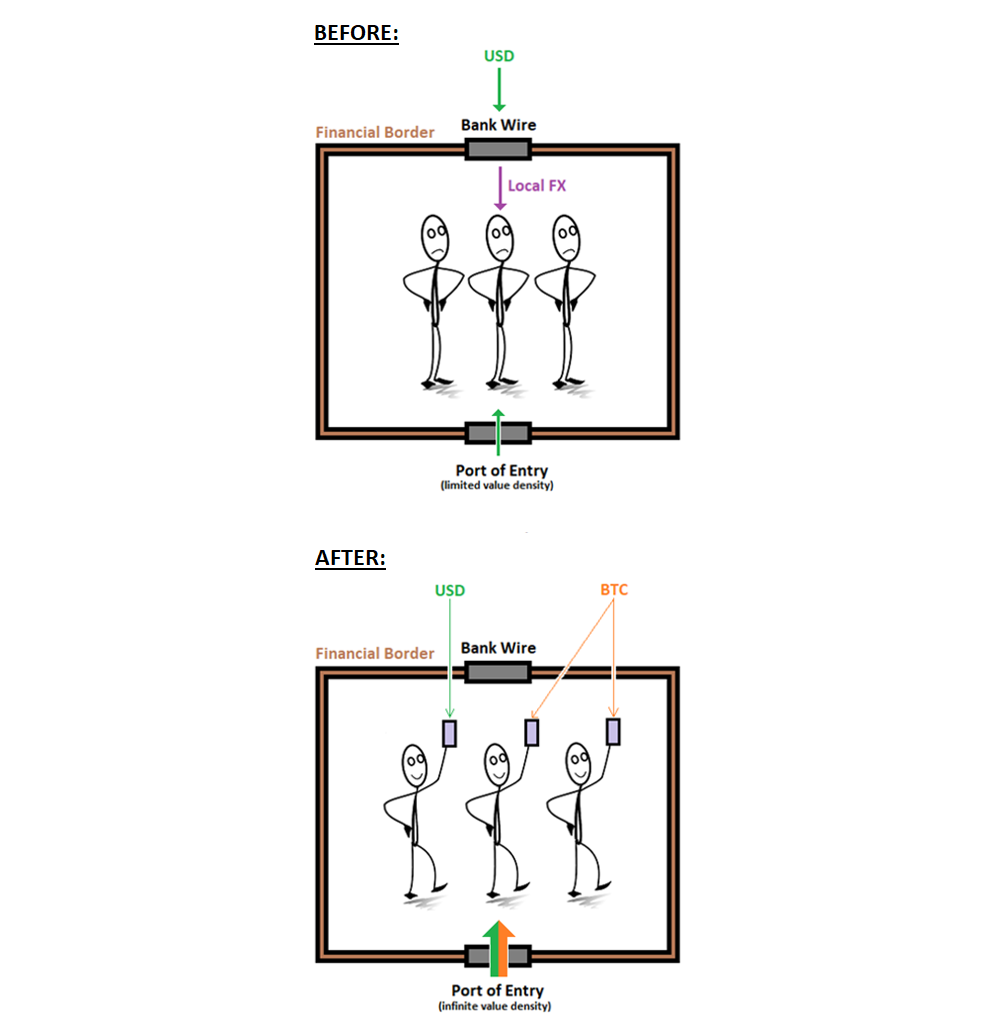 BEFORE:
USD
Bank Wire
Financial Border
Local FX
Port of Entry
(limited value density)
AFTER:
USD
BTC
Bank Wire
Financial Border
Port of Entry
(infinite value density)